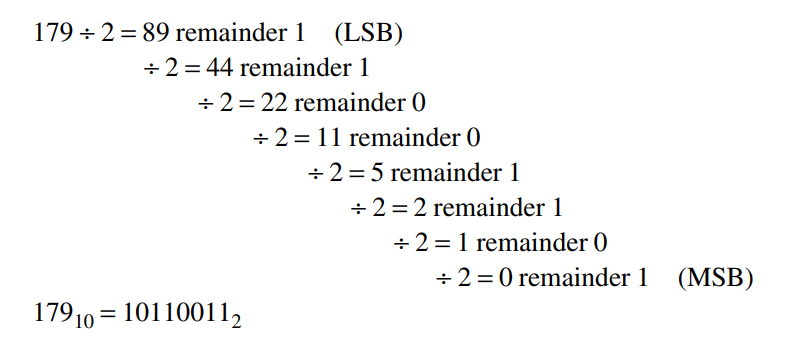 179 ÷ 2 = 89 remainder 1 (LSB)
÷ 2 = 44 remainder 1
÷ 2 = 22 remainder 0
÷ 2 = 11 remainder 0
÷ 2 = 5 remainder 1
÷ 2 = 2 remainder 1
÷ 2 = 1 remainder 0
÷ 2 = 0 remainder 1 (MSB)
179₁₀ = 10110011₂